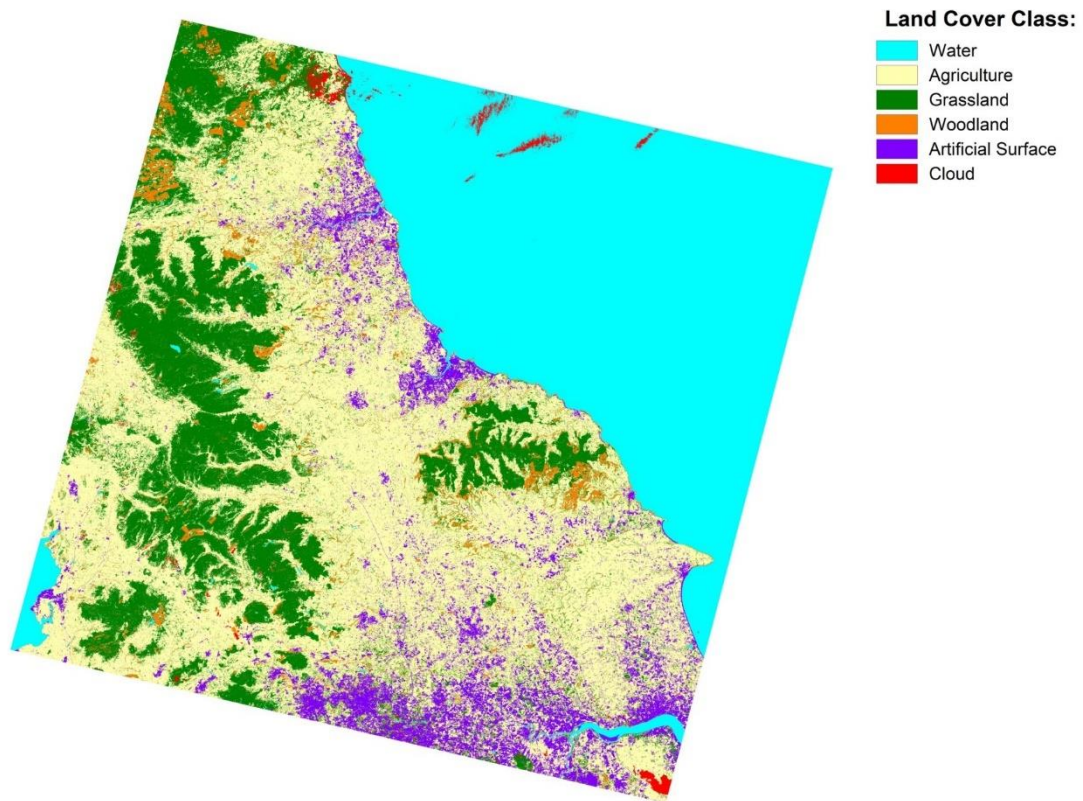 Land Cover Class:
Water
Agriculture
Grassland
Woodland
Artificial Surface
Cloud